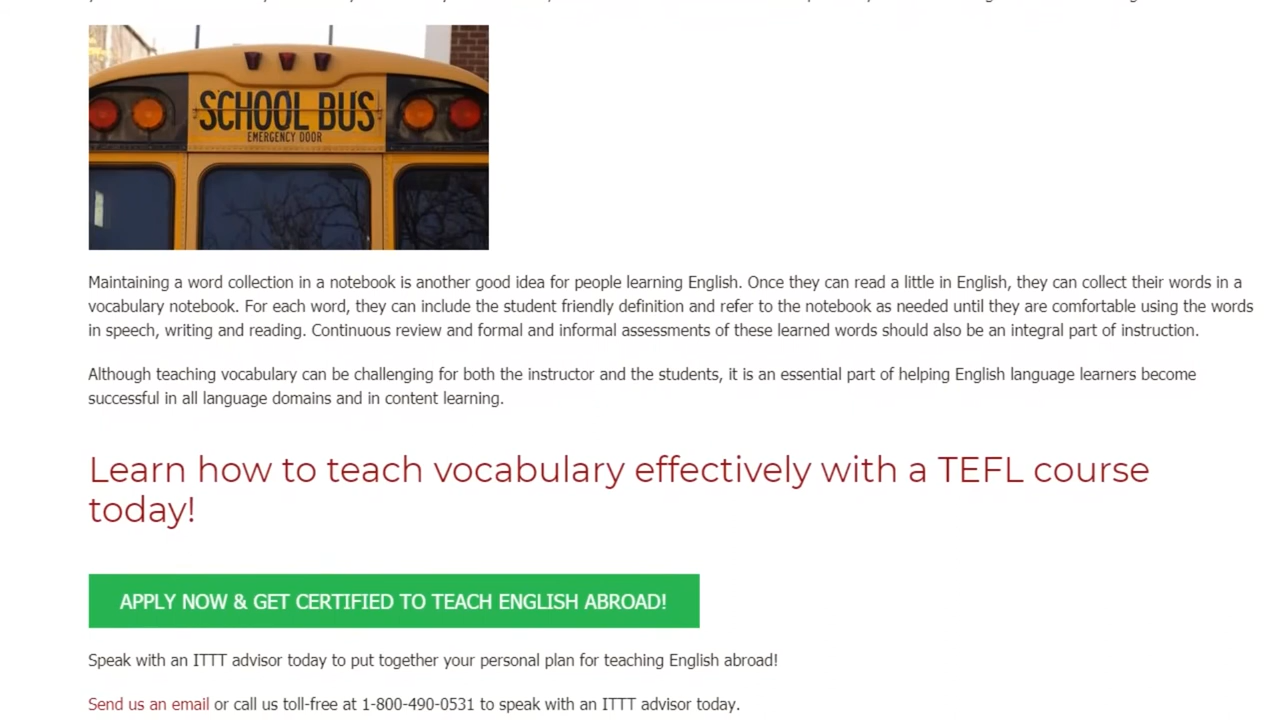 SCHOOL BUS
EMERGENCY DOOR
Maintaining a word collection in a notebook is another good idea for people learning English. Once they can read a little in English, they can collect their words in a
vocabulary notebook. For each word, they can include the student friendly definition and refer to the notebook as needed until they are comfortable using the words
in speech, writing and reading. Continuous review and formal and informal assessments of these learned words should also be an integral part of instruction.
Although teaching vocabulary can be challenging for both the instructor and the students, it is an essential part of helping English language learners become
successful in all language domains and in content learning.
Learn how to teach vocabulary effectively with a TEFL course
today!
APPLY NOW & GET CERTIFIED TO TEACH ENGLISH ABROAD!
Speak with an ITTT advisor today to put together your personal plan for teaching English abroad!
Send us an email or call us toll-free at 1-800-490-0531 to speak with an ITTT advisor today.